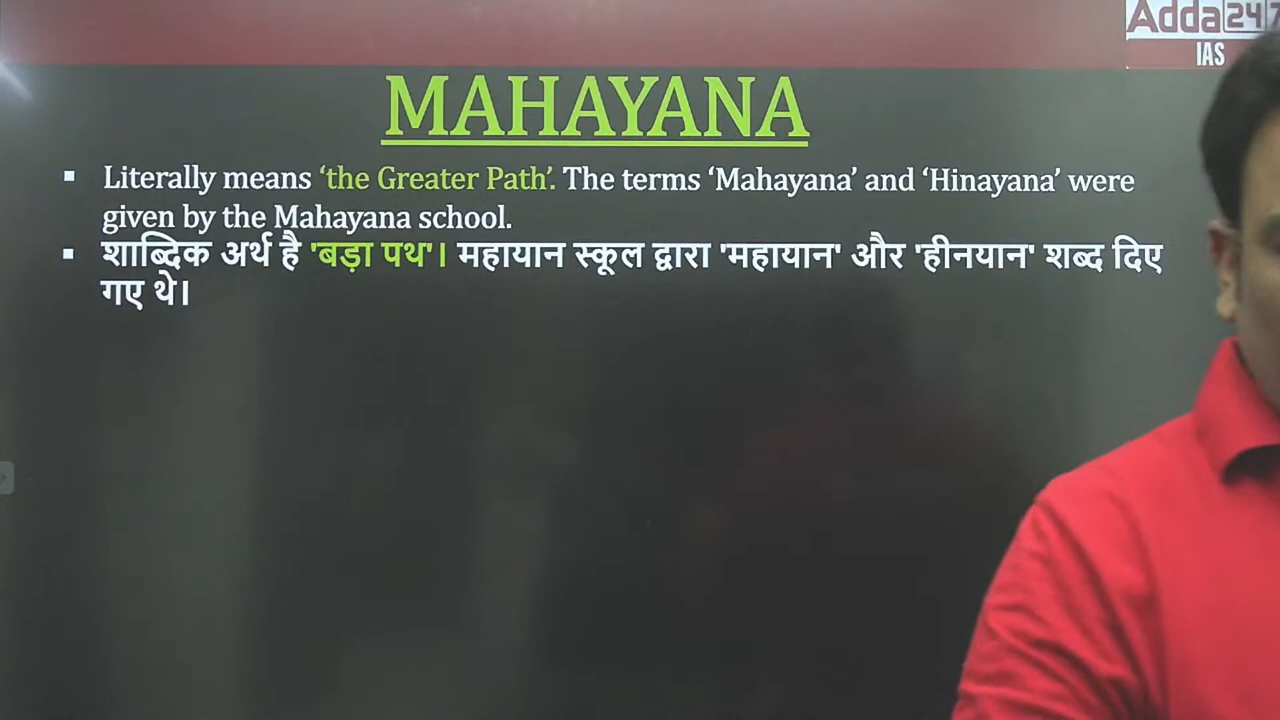 Adda247
IAS
MAHAYANA
▪ Literally means ‘the Greater Path’. The terms ‘Mahayana’ and ‘Hinayana’ were
given by the Mahayana school.
▪ शाब्दिक अर्थ है 'बड़ा पथ'। महायान स्कूल द्वारा 'महायान' और 'हीनयान' शब्द दिए
गए थे।